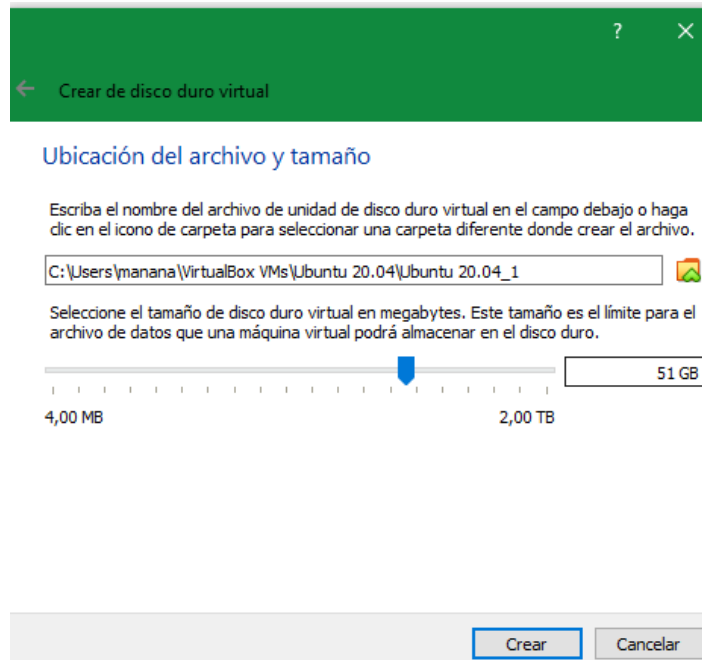 ?
Crear de disco duro virtual
Ubicación del archivo y tamaño
Escriba el nombre del archivo de unidad de disco duro virtual en el campo debajo o haga
clic en el icono de carpeta para seleccionar una carpeta diferente donde crear el archivo.
C:\Users\manana\VirtualBox VMs\Ubuntu 20.04\Ubuntu 20.04_1
Seleccione el tamaño de disco duro virtual en megabytes. Este tamaño es el límite para el
archivo de datos que una máquina virtual podrá almacenar en el disco duro.
51 GB
4,00 MB 2,00 TB
Crear Cancelar